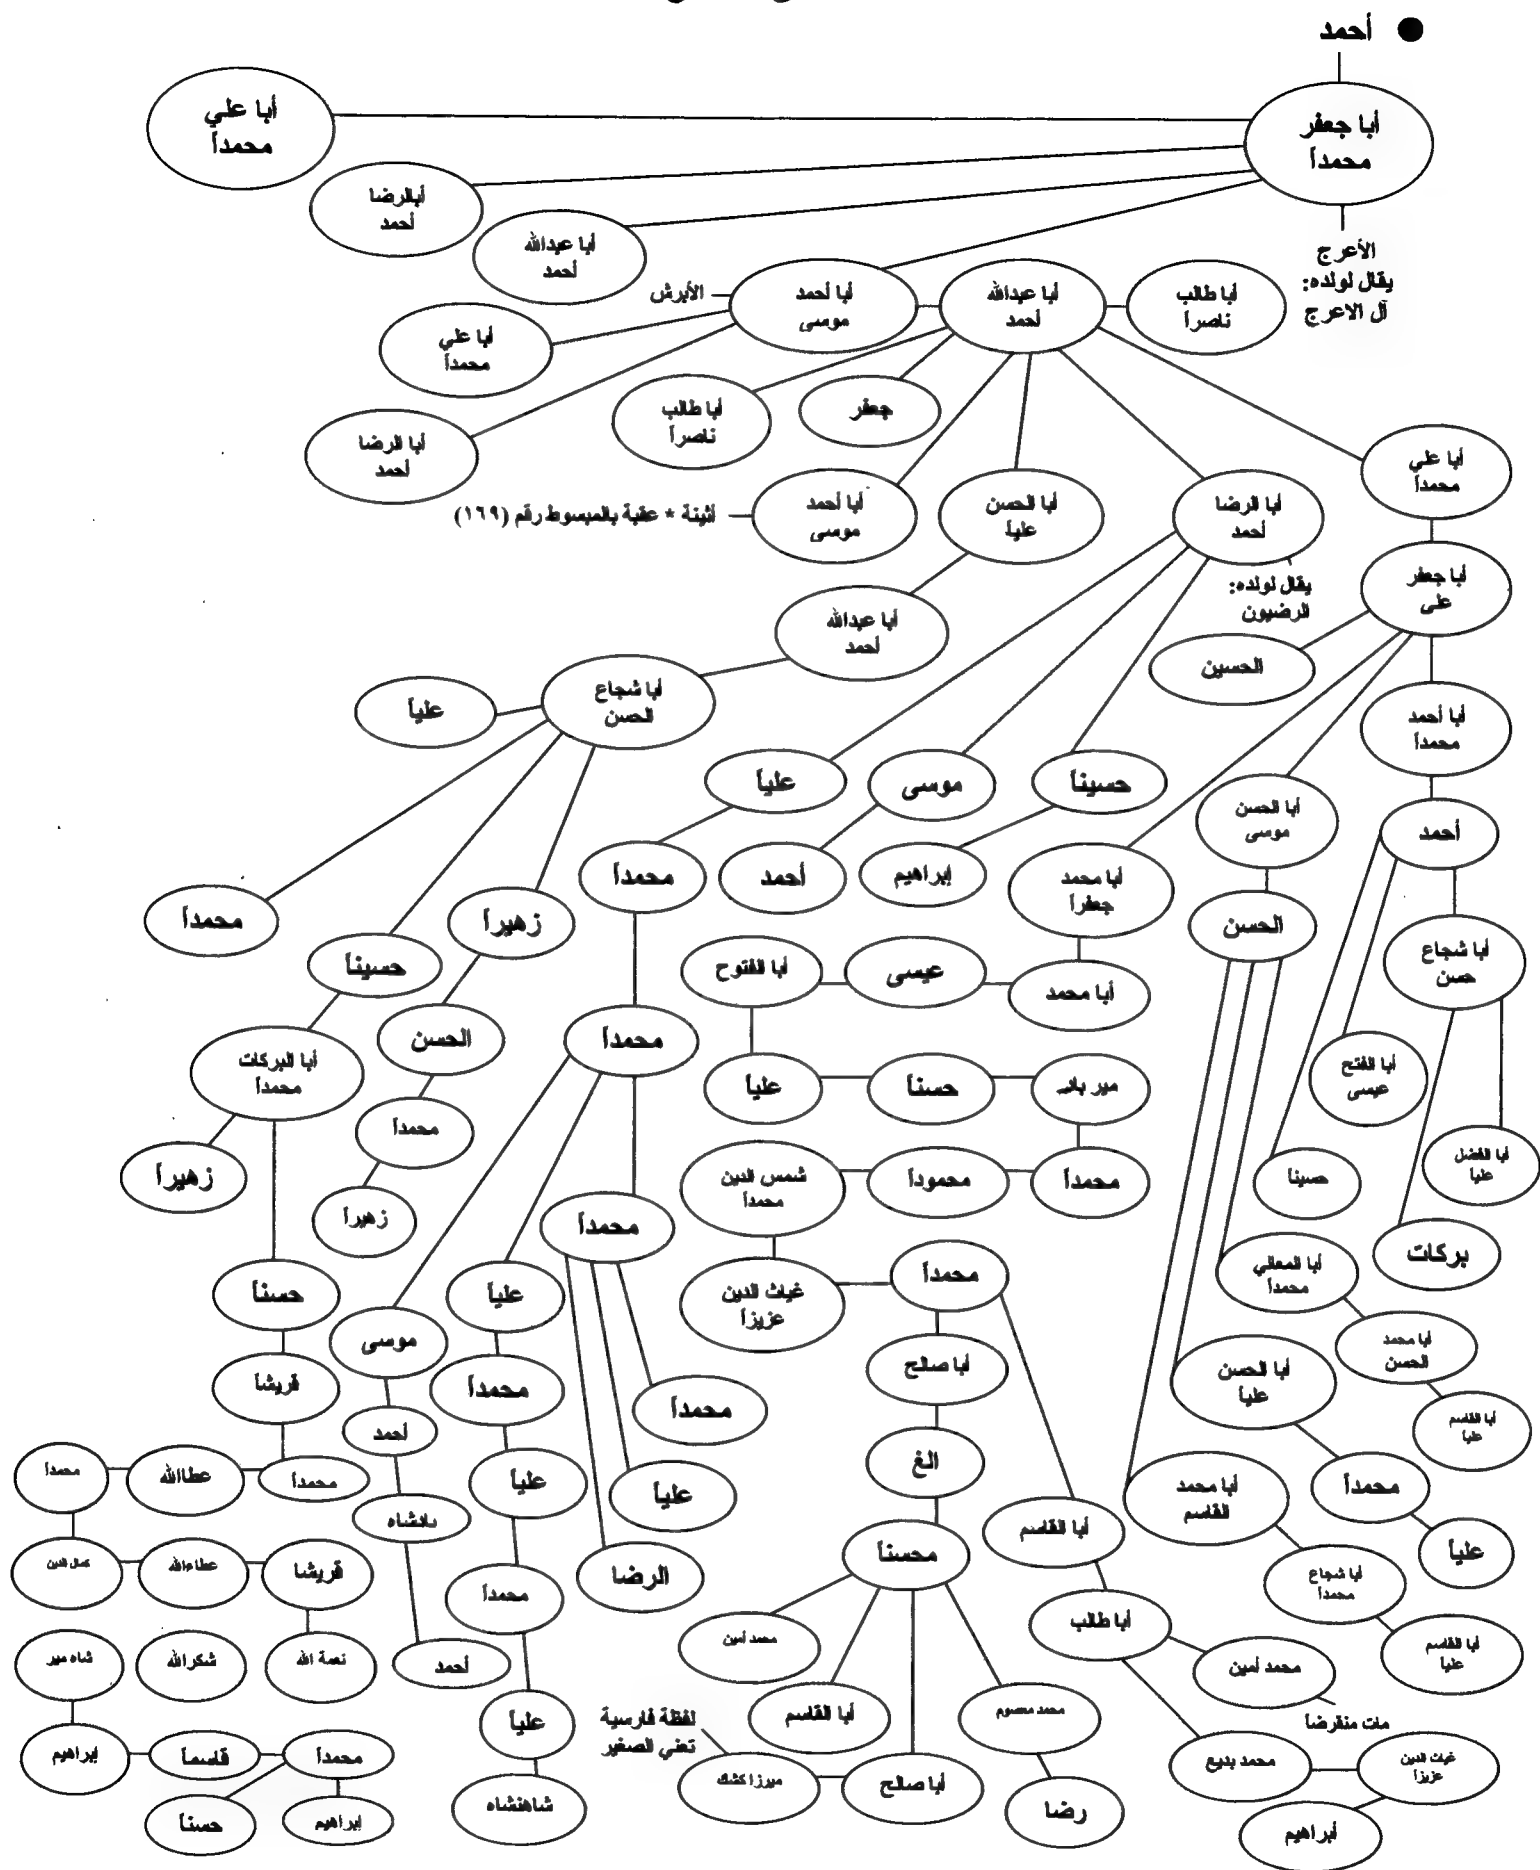 أحمد
أبا جعفر
محمداً
أبا علي
محمداً
أبالرضا
أحمد
أبا عبدالله
أحمد
الأعرج
يقال لولده:
آل الاعرج
أبا طالب
ناصراً
أبا عبدالله
أحمد
أبا أحمد
موسى
الأبرش
أبا علي
محمداً
أبا الرضا
أحمد
أبا طالب
ناصراً
جعفر
أبا علي
محمداً
أبا الرضا
أحمد
أبا الحسن
علياً
أبا أحمد
موسى
أثينة * عقبة بالمبسوط رقم (١٦٩)
أبا جعفر
على
يقال لولده:
الرضيون
أبا عبدالله
أحمد
الحسين
أبا شجاع
الحسن
علياً
أبا أحمد
محمداً
حسيناً
موسى
علياً
أبا الحسن
موسى
أحمد
محمداً
أحمد
إبراهيم
أبا محمد
جعفراً
محمداً
زهيراً
حسيناً
الحسن
أبا شجاع
حسن
أبا الفتوح
عيسى
أبا محمد
الحسن
محمداً
أبا البركات
محمداً
أبا الفتح
عيسى
علياً
حسناً
مير
محمداً
زهيراً
زهيراً
حسيناً
أبا الفضل
علياً
شمس الدين
محمداً
محموداً
محمداً
محمداً
بركات
أبا المعالي
محمداً
محمداً
غياث الدين
عزيزاً
علياً
حسناً
موسى
أبا محمد
الحسن
أبا صالح
أبا الحسن
علياً
محمداً
قريشاً
محمداً
أبا القاسم
علياً
أحمد
الغ
علياً
محمداً
عطاالله
محمداً
علياً
أبا محمد
القاسم
محمداً
أبا القاسم
محسناً
علياً
الرضا
قريشا
عطاءالله
كمال الدين
أبا شجاع
محمداً
أبا طالب
محمداً
محمد أمين
أبا القاسم
علياً
محمد أمين
أحمد
نعمة الله
شكرالله
شاه مير
مات منقرضاً
محمد معصوم
أبا القاسم
لفظة فارسية
تعني الصغير
علياً
محمداً
قاسماً
إبراهيم
غياث الدين
عزيزاً
محمد بديع
أبا صالح
ميرزا كشك
رضا
شاهنشاه
إبراهيم
حسناً
أبراهيم